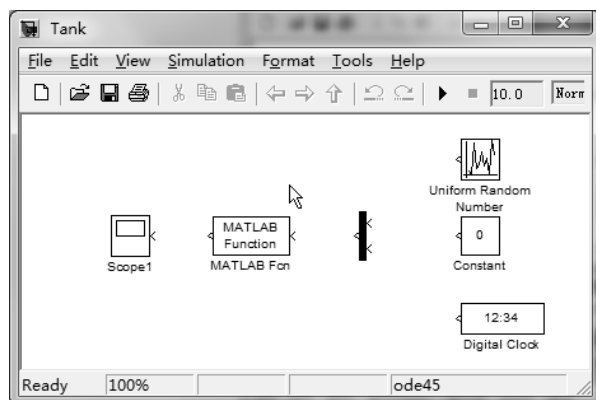 Tank
File Edit View Simulation Format Tools Help
10.0 Norm
Uniform Random
Number
MATLAB
Function
0
Scope1
MATLAB Fcn
Constant
12:34
Digital Clock
Ready 100% ode45